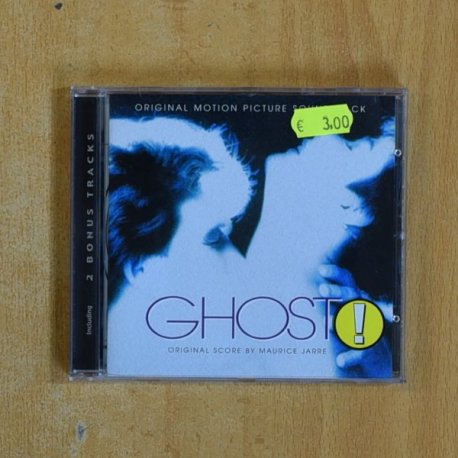 ORIGINAL MOTION PICTURE SOUNDTRACK
€ 3.00
Including 2 BONUS TRACKS
GHOST
!
ORIGINAL SCORE BY MAURICE JARRE